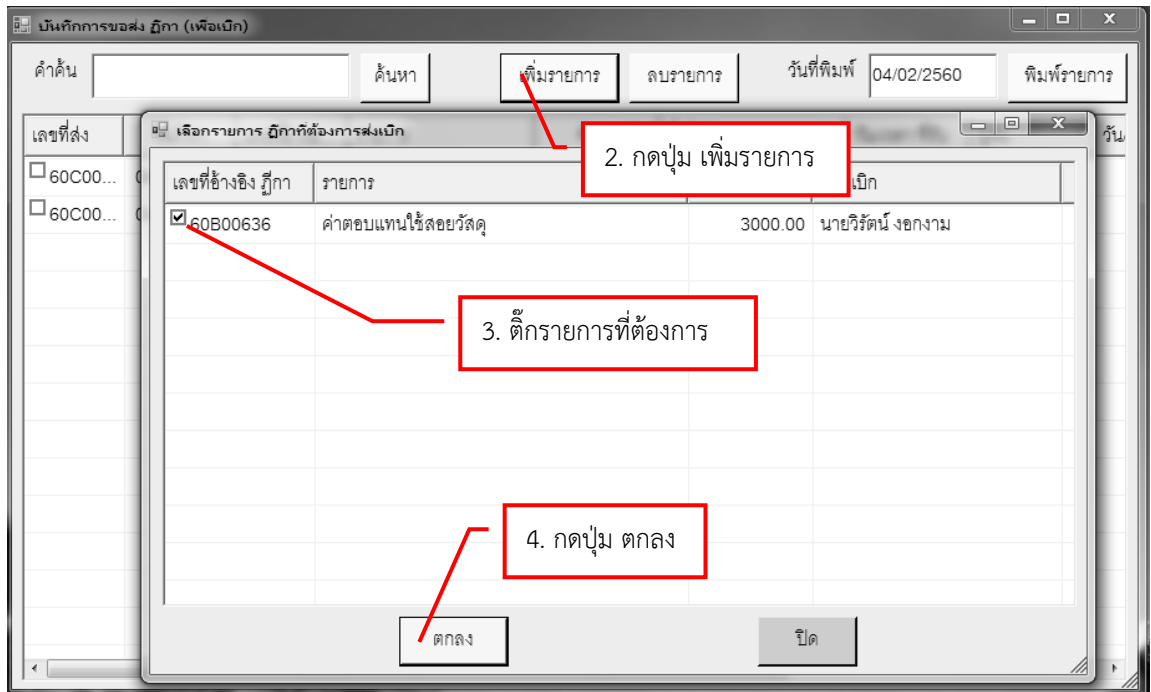 บันทึกการขอส่ง ฎีกา (เพื่อเบิก)
คำค้น ค้นหา เพิ่มรายการ ลบรายการ วันที่พิมพ์ 04/02/2560 พิมพ์รายการ
เลขที่ส่ง
เลือกรายการ ฎีกาที่ต้องการส่งเบิก
2. กดปุ่ม เพิ่มรายการ
เลขที่อ้างอิง ฎีกา รายการ
60C00...
60B00636 ค่าตอบแทนใช้สอยวัสดุ 3000.00 นายวิรัตน์ งอกงาม
60C00...
3. ติ๊กรายการที่ต้องการ
4. กดปุ่ม ตกลง
ตกลง ปิด